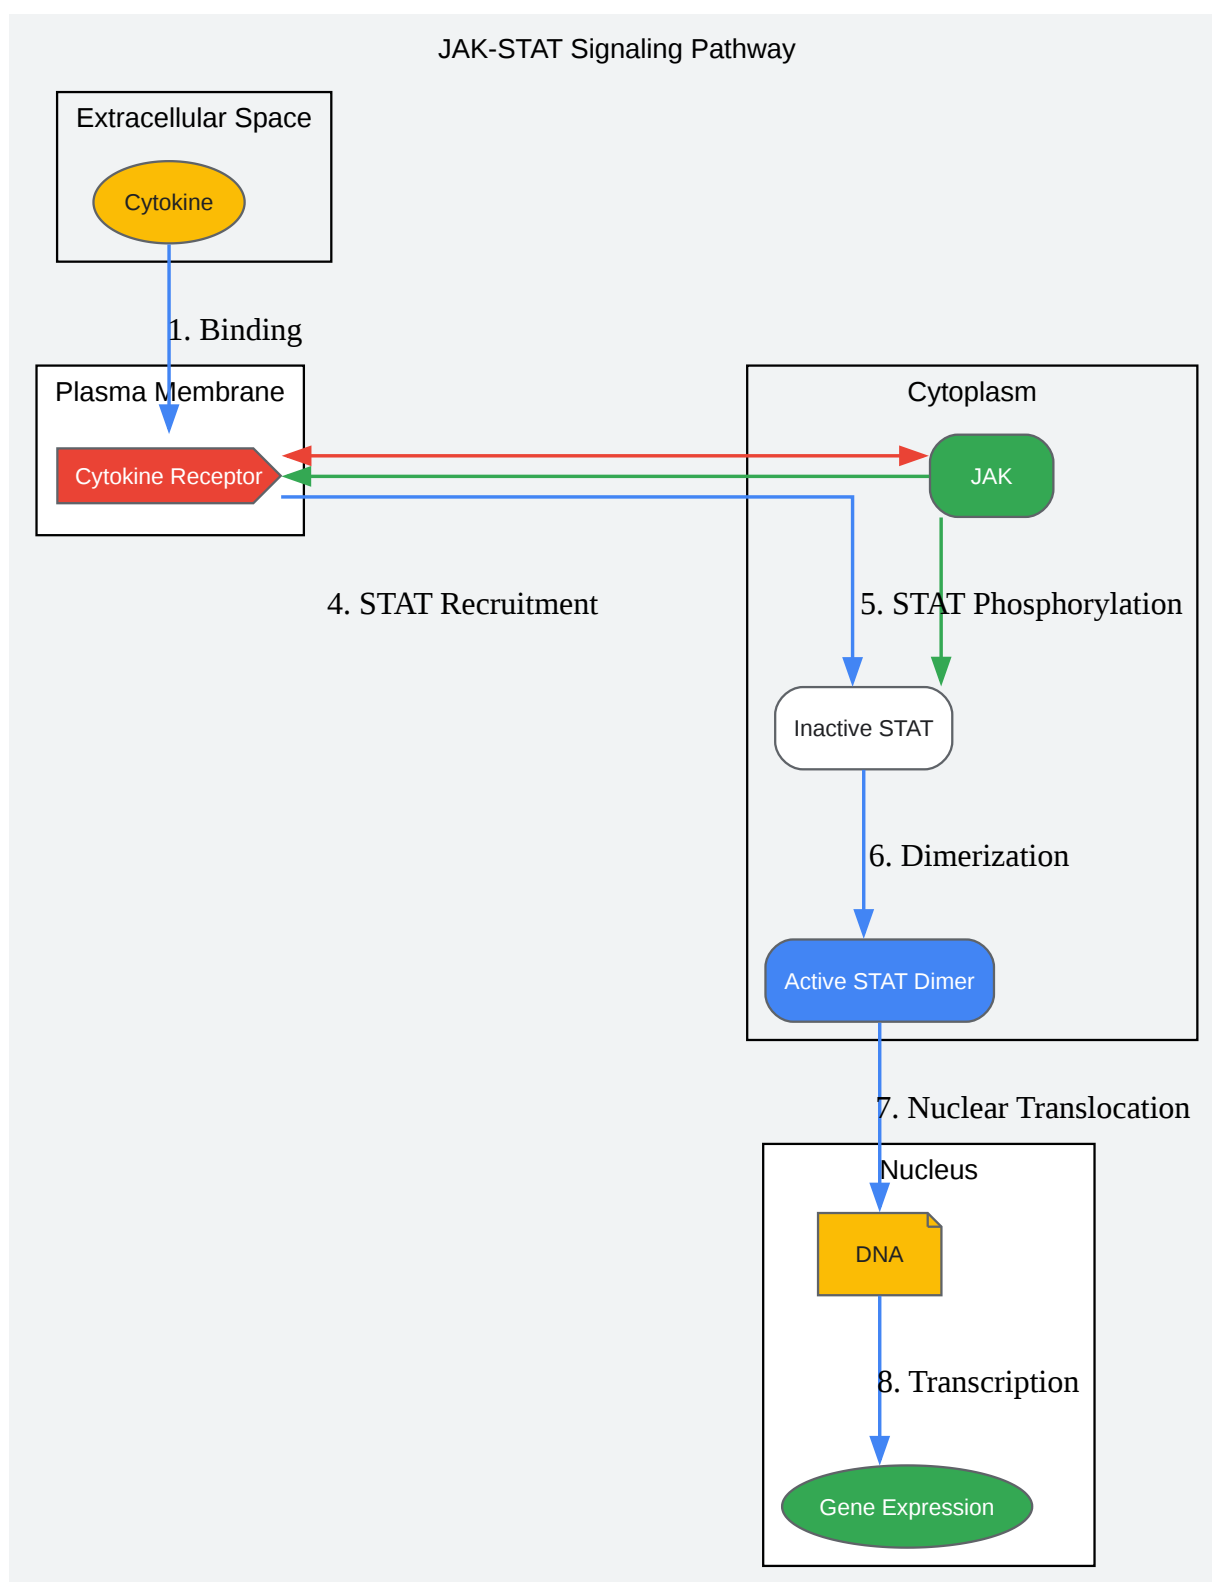 JAK-STAT Signaling Pathway
Extracellular Space
Cytokine
1. Binding
Plasma Membrane
Cytokine Receptor
Cytoplasm
JAK
4. STAT Recruitment
5. STAT Phosphorylation
Inactive STAT
6. Dimerization
Active STAT Dimer
7. Nuclear Translocation
Nucleus
DNA
8. Transcription
Gene Expression